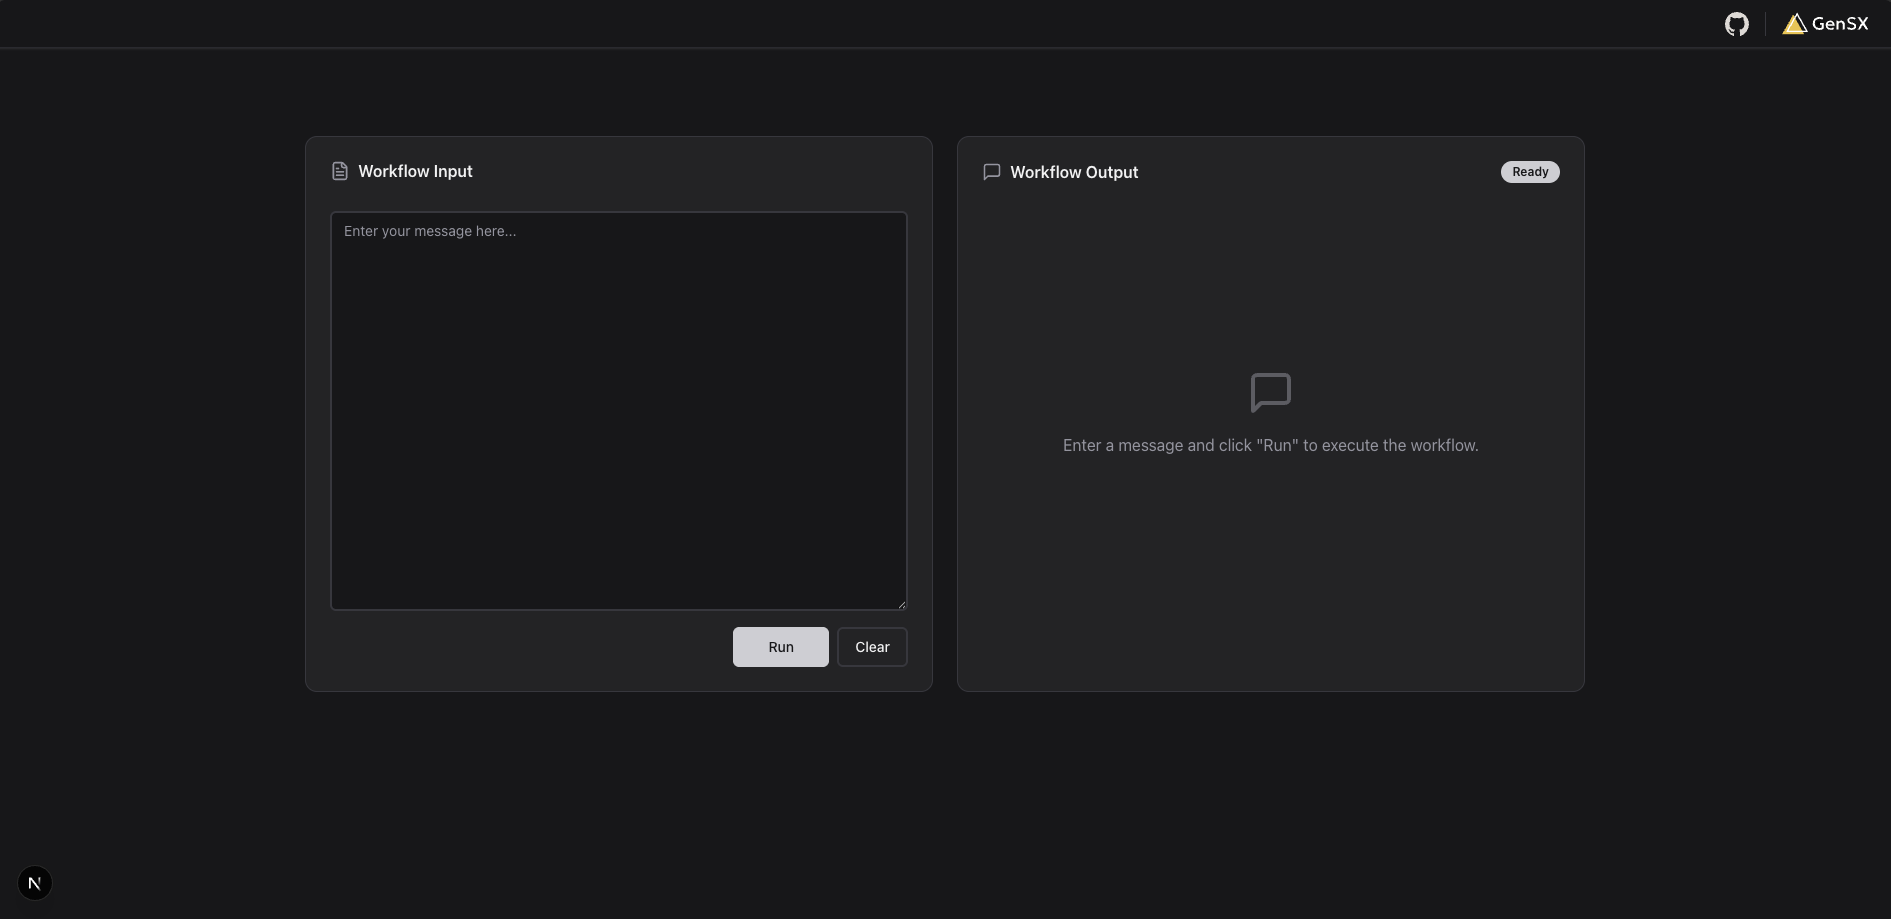 GenSX
Workflow Input
Enter your message here...
Run
Clear
Workflow Output
Ready
Enter a message and click "Run" to execute the workflow.
N